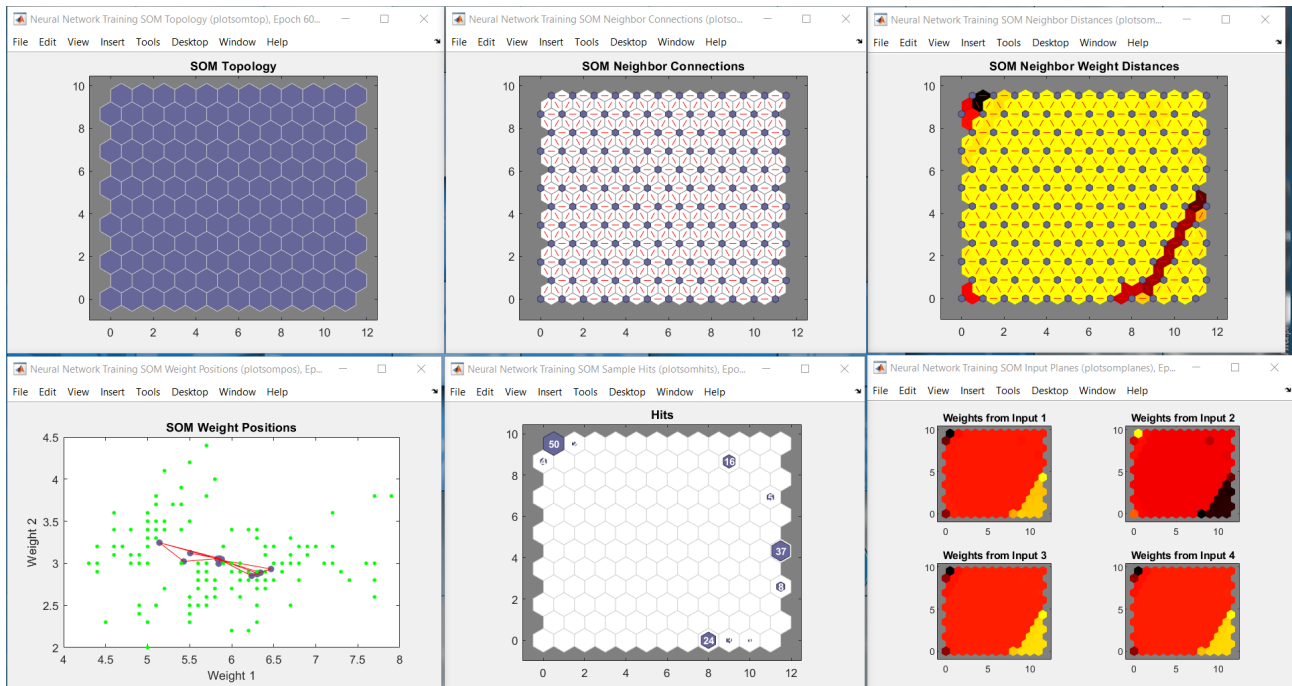 Neural Network Training SOM Topology (plotsomtop), Epoch 60...
File Edit View Insert Tools Desktop Window Help
SOM Topology
10
8
6
4
2
0
0 2 4 6 8 10 12
Neural Network Training SOM Neighbor Connections (plotso...
File Edit View Insert Tools Desktop Window Help
SOM Neighbor Connections
10
8
6
4
2
0
0 2 4 6 8 10 12
Neural Network Training SOM Neighbor Distances (plotsom...
File Edit View Insert Tools Desktop Window Help
SOM Neighbor Weight Distances
10
8
6
4
2
0
0 2 4 6 8 10 12
Neural Network Training SOM Weight Positions (plotsompos), Epo...
File Edit View Insert Tools Desktop Window Help
SOM Weight Positions
Weight 2
4.5
4
3.5
3
2.5
2
4 4.5 5 5.5 6 6.5 7 7.5 8
Weight 1
Neural Network Training SOM Sample Hits (plotsomhits), Epo...
File Edit View Insert Tools Desktop Window Help
Hits
10
8
6
4
2
0
50
4
16
37
8
24
0 2 4 6 8 10 12
Neural Network Training SOM Input Planes (plotsomplanes), Ep...
File Edit View Insert Tools Desktop Window Help
Weights from Input 1
10
5
0
0 5 10
Weights from Input 2
10
5
0
0 5 10
Weights from Input 3
10
5
0
0 5 10
Weights from Input 4
10
5
0
0 5 10